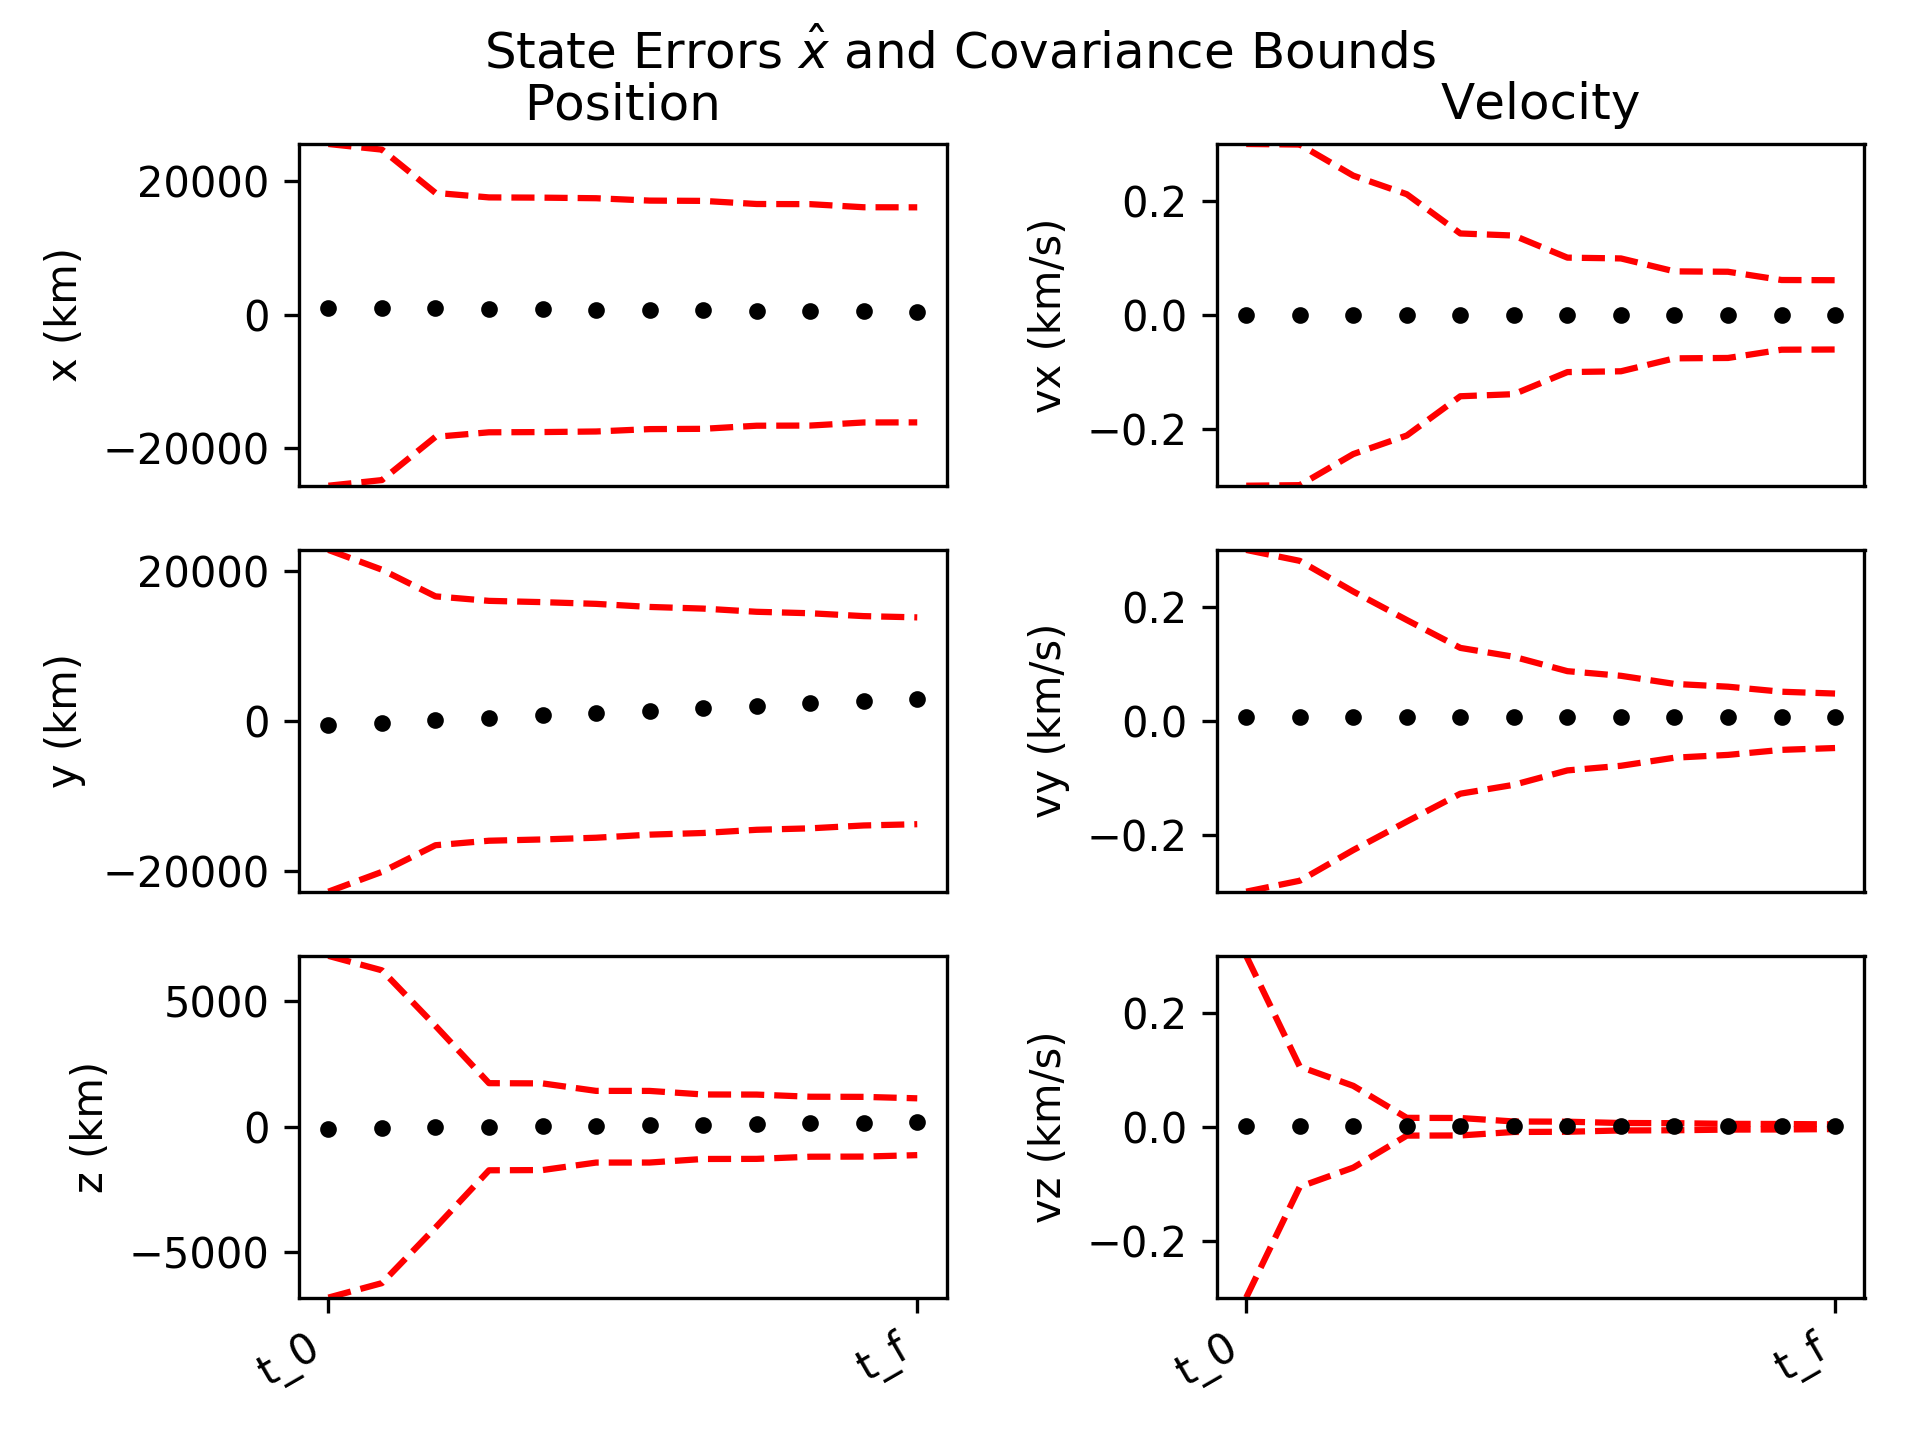 State Errors x̂ and Covariance Bounds
Position
Velocity
20000
0
−20000
x (km)
0.2
0.0
−0.2
vx (km/s)
20000
0
−20000
y (km)
0.2
0.0
−0.2
vy (km/s)
5000
0
−5000
z (km)
0.2
0.0
−0.2
vz (km/s)
t_0
t_f
t_0
t_f